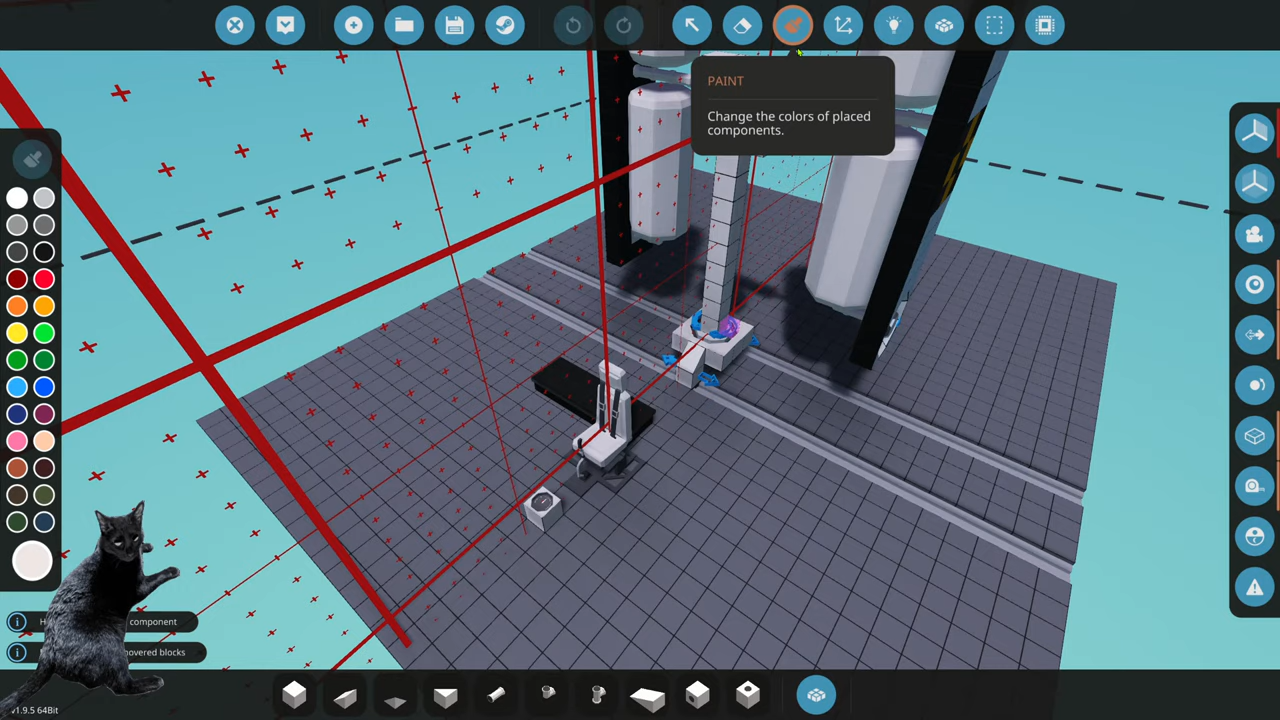 PAINT
Change the colors of placed
components.
component
overed blocks
v1.9.5 64Bit